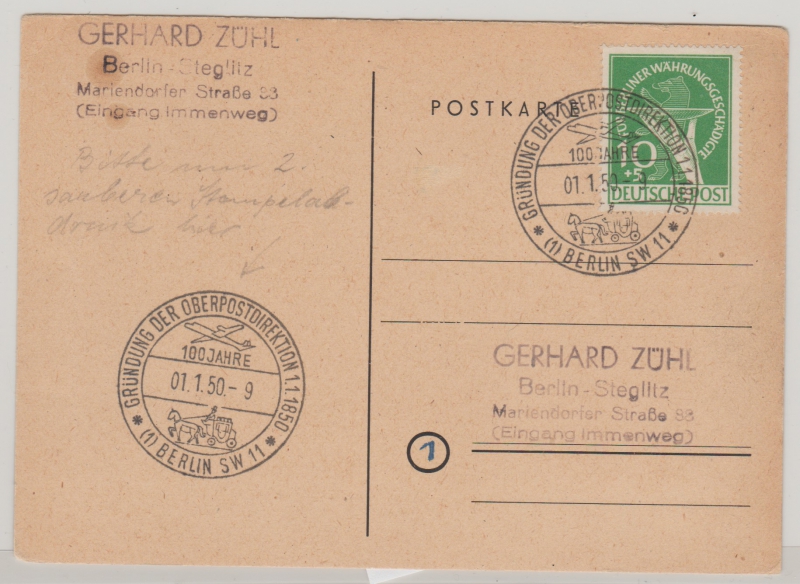 GERHARD ZÜHL
Berlin-Steglitz
Mariendorfer Straße 33
(Eingang Immenweg)
Bitte nur 2.
sauberen Stempelab-
druck hier
POSTKARTE
BERLINER WÄHRUNGSGESCHÄDIGTE
10
+5
DEUTSCHE POST
* GRÜNDUNG DER OBERPOSTDIREKTION 1.1.1850 *
100 JAHRE
01.1.50.-9
(1) BERLIN SW 11
* GRÜNDUNG DER OBERPOSTDIREKTION 1.1.1850 *
100 JAHRE
01.1.50.-9
(1) BERLIN SW 11
GERHARD ZÜHL
Berlin-Steglitz
Mariendorfer Straße 33
(Eingang Immenweg)
1